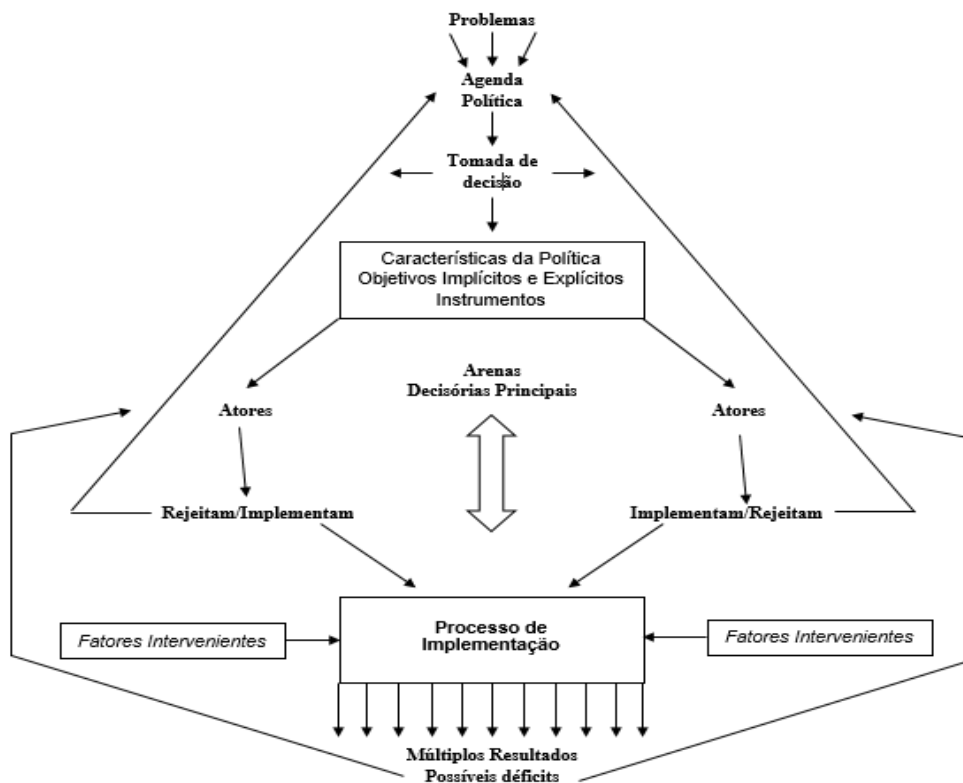 Problemas
Agenda
Política
Tomada de
decisão
Características da Política
Objetivos Implícitos e Explícitos
Instrumentos
Arenas
Decisórias Principais
Atores
Atores
Rejeitam/Implementam
Implementam/Rejeitam
Processo de
Implementação
Fatores Intervenientes
Fatores Intervenientes
Múltiplos Resultados
Possíveis déficits